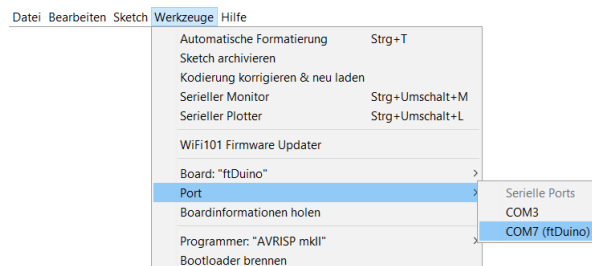 Datei Bearbeiten Sketch Werkzeuge Hilfe
Automatische Formatierung Strg+T
Sketch archivieren
Kodierung korrigieren & neu laden
Serieller Monitor Strg+Umschalt+M
Serieller Plotter Strg+Umschalt+L
WiFi101 Firmware Updater
Board: "ftDuino"
Port
Serielle Ports
Boardinformationen holen
COM3
COM7 (ftDuino)
Programmer: "AVRISP mkII"
Bootloader brennen